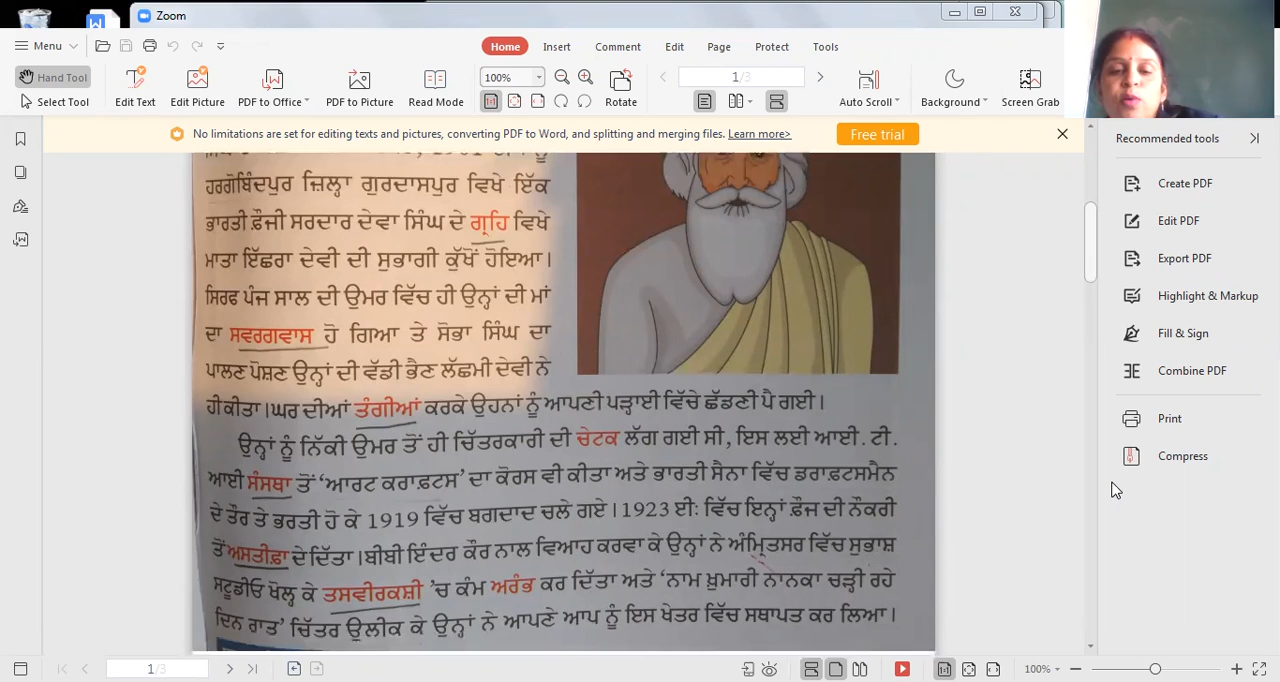 Zoom
Menu
Home
Insert
Comment
Edit
Page
Protect
Tools
Hand Tool
Select Tool
Edit Text
Edit Picture
PDF to Office
PDF to Picture
Read Mode
100%
1/3
Rotate
Auto Scroll
Background
Screen Grab
No limitations are set for editing texts and pictures, converting PDF to Word, and splitting and merging files. Learn more>
Free trial
Recommended tools
Create PDF
Edit PDF
Export PDF
Highlight & Markup
Fill & Sign
Combine PDF
Print
Compress
ਹਰਗੋਬਿੰਦਪੁਰ ਜ਼ਿਲ੍ਹਾ ਗੁਰਦਾਸਪੁਰ ਵਿਖੇ ਇੱਕ
ਭਾਰਤੀ ਫ਼ੌਜੀ ਸਰਦਾਰ ਦੇਵਾ ਸਿੰਘ ਦੇ ਗ੍ਰਹਿ ਵਿਖੇ
ਮਾਤਾ ਇੱਛਰਾ ਦੇਵੀ ਦੀ ਸੁਭਾਗੀ ਕੁੱਖੋਂ ਹੋਇਆ।
ਸਿਰਫ ਪੰਜ ਸਾਲ ਦੀ ਉਮਰ ਵਿੱਚ ਹੀ ਉਨ੍ਹਾਂ ਦੀ ਮਾਂ
ਦਾ ਸਵਰਗਵਾਸ ਹੋ ਗਿਆ ਤੇ ਸੋਭਾ ਸਿੰਘ ਦਾ
ਪਾਲਣ ਪੋਸ਼ਣ ਉਨ੍ਹਾਂ ਦੀ ਵੱਡੀ ਭੈਣ ਲੱਛਮੀ ਦੇਵੀ ਨੇ
ਹੀ ਕੀਤਾ। ਘਰ ਦੀਆਂ ਤੰਗੀਆਂ ਕਰਕੇ ਉਹਨਾਂ ਨੂੰ ਆਪਣੀ ਪੜ੍ਹਾਈ ਵਿੱਚੇ ਛੱਡਣੀ ਪੈ ਗਈ।
ਉਨ੍ਹਾਂ ਨੂੰ ਨਿੱਕੀ ਉਮਰ ਤੋਂ ਹੀ ਚਿੱਤਰਕਾਰੀ ਦੀ ਚੇਟਕ ਲੱਗ ਗਈ ਸੀ, ਇਸ ਲਈ ਆਈ. ਟੀ.
ਆਈ ਸੰਸਥਾ ਤੋਂ ‘ਆਰਟ ਕਰਾਫ਼ਟਸ’ ਦਾ ਕੋਰਸ ਵੀ ਕੀਤਾ ਅਤੇ ਭਾਰਤੀ ਸੈਨਾ ਵਿੱਚ ਡਰਾਫ਼ਟਸਮੈਨ
ਦੇ ਤੌਰ ਤੇ ਭਰਤੀ ਹੋ ਕੇ 1919 ਵਿੱਚ ਬਗਦਾਦ ਚਲੇ ਗਏ। 1923 ਈਃ ਵਿੱਚ ਇਨ੍ਹਾਂ ਫ਼ੌਜ ਦੀ ਨੌਕਰੀ
ਤੋਂ ਅਸਤੀਫ਼ਾ ਦੇ ਦਿੱਤਾ। ਬੀਬੀ ਇੰਦਰ ਕੌਰ ਨਾਲ ਵਿਆਹ ਕਰਵਾ ਕੇ ਉਨ੍ਹਾਂ ਨੇ ਅੰਮ੍ਰਿਤਸਰ ਵਿੱਚ ਸੁਭਾਸ਼
ਸਟੂਡੀਓ ਖੋਲ੍ਹ ਕੇ ਤਸਵੀਰਕਸ਼ੀ ’ਚ ਕੰਮ ਅਰੰਭ ਕਰ ਦਿੱਤਾ ਅਤੇ ‘ਨਾਮ ਖ਼ੁਮਾਰੀ ਨਾਨਕਾ ਚੜ੍ਹੀ ਰਹੇ
ਦਿਨ ਰਾਤ’ ਚਿੱਤਰ ਉਲੀਕ ਕੇ ਉਨ੍ਹਾਂ ਨੇ ਆਪਣੇ ਆਪ ਨੂੰ ਇਸ ਖੇਤਰ ਵਿੱਚ ਸਥਾਪਤ ਕਰ ਲਿਆ।
1/3
100%